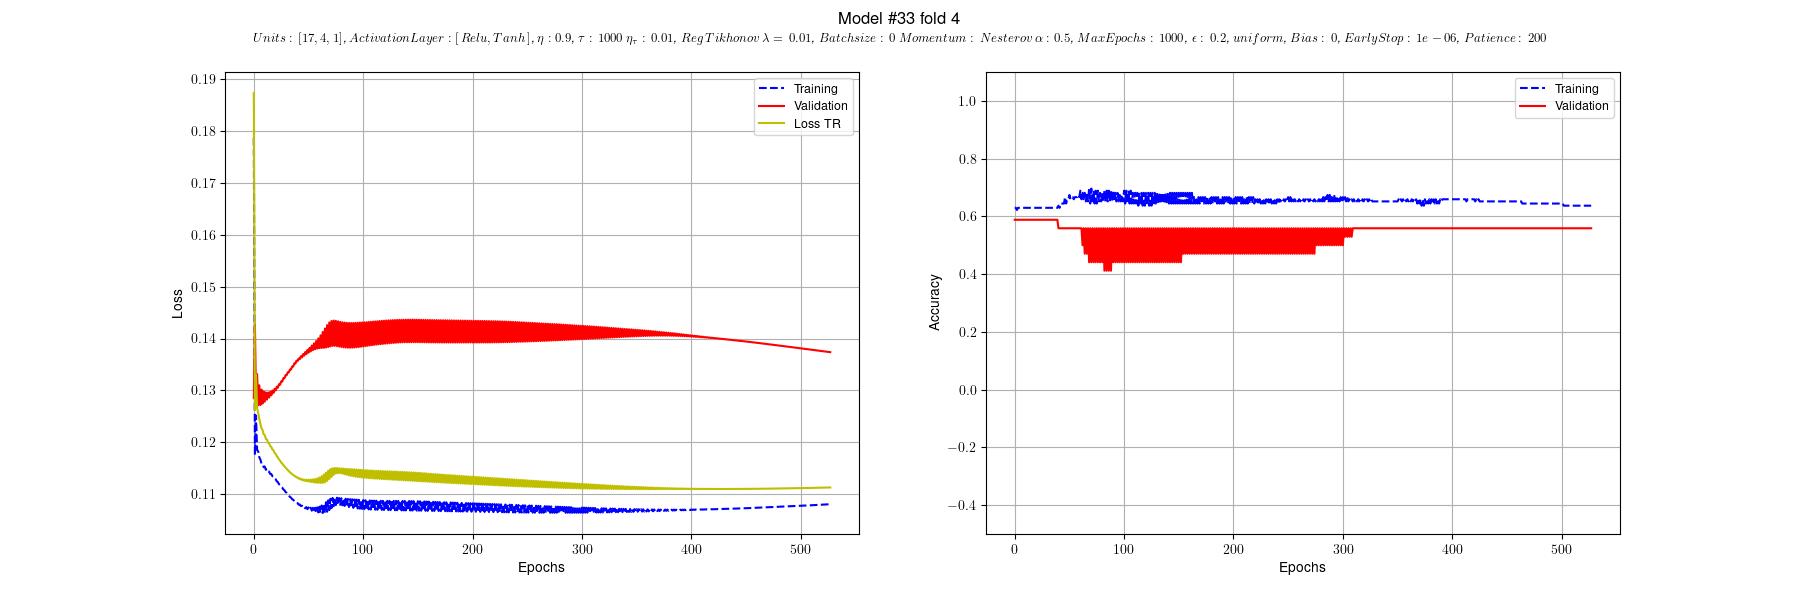 Model #33 fold 4
Units : [17, 4, 1], ActivationLayer : [ Relu, Tanh], η : 0.9, τ : 1000 η_τ : 0.01, RegTikhonov λ = 0.01, Batchsize : 0 Momentum : Nesterov α : 0.5, MaxEpochs : 1000, ϵ : 0.2, uniform, Bias : 0, EarlyStop : 1e − 06, Patience : 200
0.19
0.18
0.17
0.16
0.15
0.14
0.13
0.12
0.11
Loss
0 100 200 300 400 500
Epochs
Training
Validation
Loss TR
1.0
0.8
0.6
0.4
0.2
0.0
−0.2
−0.4
Accuracy
0 100 200 300 400 500
Epochs
Training
Validation